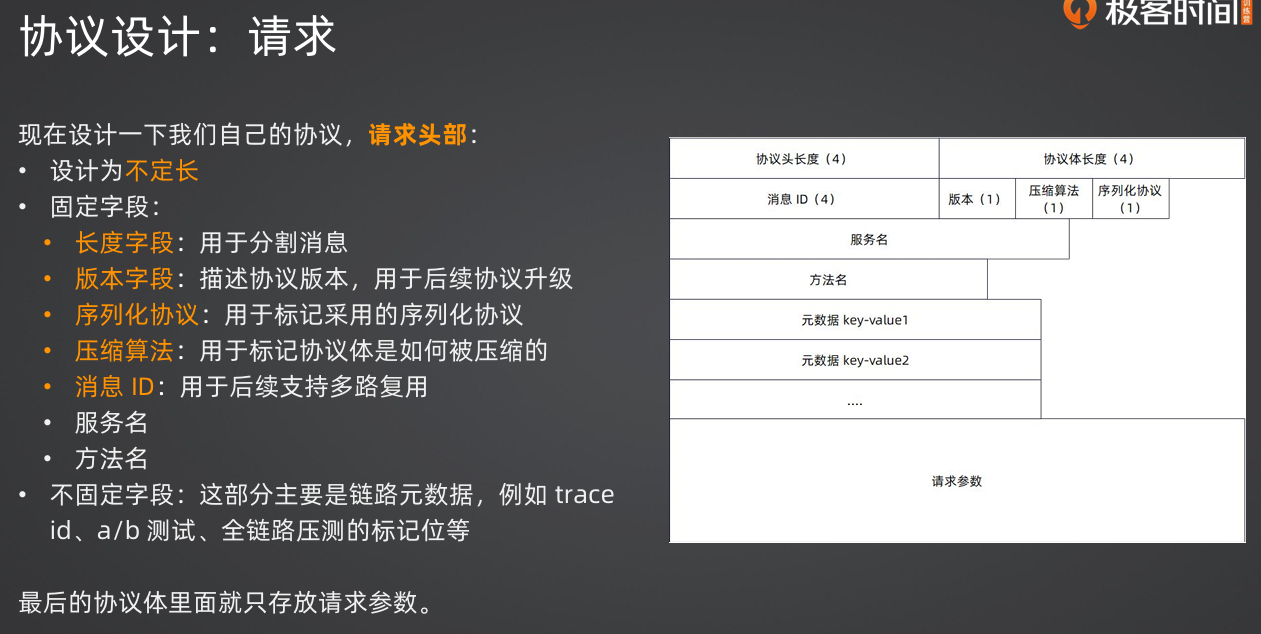 极客时间
训练营
协议设计：请求
现在设计一下我们自己的协议，请求头部：
• 设计为不定长
• 固定字段：
• 长度字段：用于分割消息
• 版本字段：描述协议版本，用于后续协议升级
• 序列化协议：用于标记采用的序列化协议
• 压缩算法：用于标记协议体是如何被压缩的
• 消息 ID：用于后续支持多路复用
• 服务名
• 方法名
• 不固定字段：这部分主要是链路元数据，例如 trace
id、a/b 测试、全链路压测的标记位等
最后的协议体里面就只存放请求参数。
协议头长度（4）
协议体长度（4）
消息 ID（4）
版本（1）
压缩算法
（1）
序列化协议
（1）
服务名
方法名
元数据 key-value1
元数据 key-value2
....
请求参数